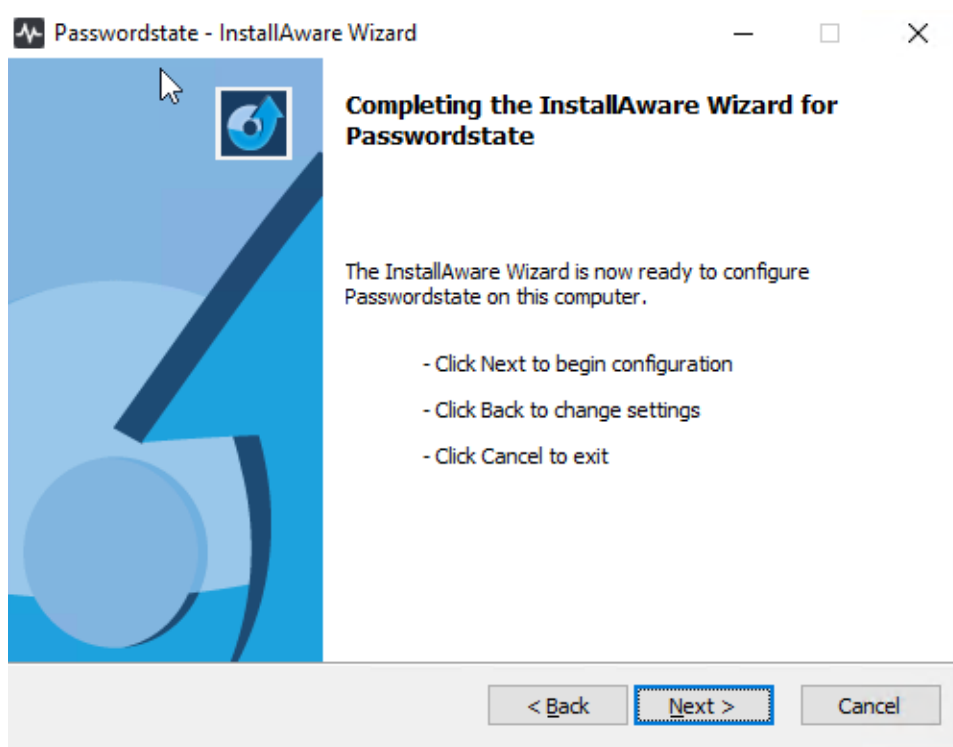 Passwordstate - InstallAware Wizard
Completing the InstallAware Wizard for
Passwordstate
The InstallAware Wizard is now ready to configure
Passwordstate on this computer.
- Click Next to begin configuration
- Click Back to change settings
- Click Cancel to exit
< Back
Next >
Cancel